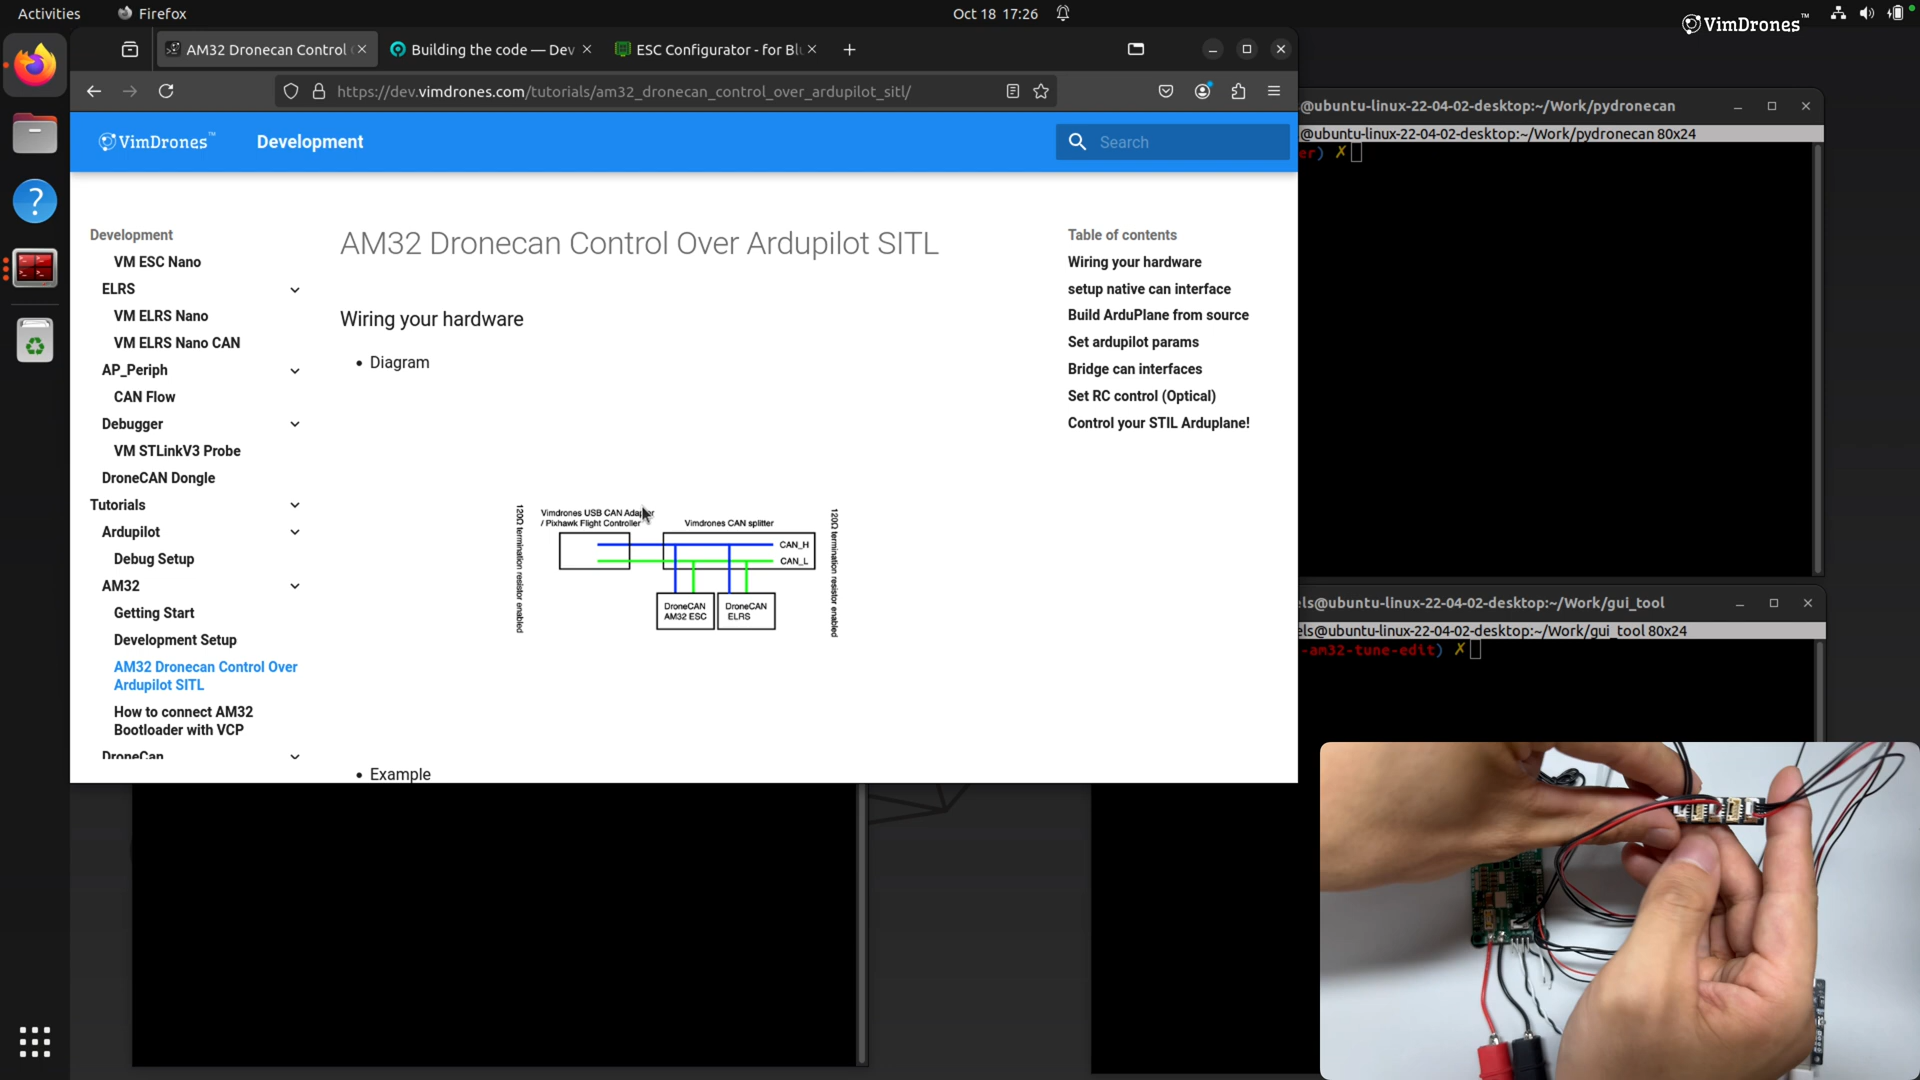 Activities
Firefox
Oct 18 17:26
VimDrones™
AM32 Dronecan Control
Building the code — Dev
ESC Configurator - for Bl
https://dev.vimdrones.com/tutorials/am32_dronecan_control_over_ardupilot_sitl/
VimDrones™
Development
Search
Development
VM ESC Nano
ELRS
VM ELRS Nano
VM ELRS Nano CAN
AP_Periph
CAN Flow
Debugger
VM STLinkV3 Probe
DroneCAN Dongle
Tutorials
Ardupilot
Debug Setup
AM32
Getting Start
Development Setup
AM32 Dronecan Control Over
Ardupilot SITL
How to connect AM32
Bootloader with VCP
DroneCan
AM32 Dronecan Control Over Ardupilot SITL
Wiring your hardware
• Diagram
120Ω termination resistor enabled
Vimdrones USB CAN Adapter
/ Pixhawk Flight Controller
Vimdrones CAN splitter
CAN_H
CAN_L
DroneCAN
AM32 ESC
DroneCAN
ELRS
120Ω termination resistor enabled
• Example
Table of contents
Wiring your hardware
setup native can interface
Build ArduPlane from source
Set ardupilot params
Bridge can interfaces
Set RC control (Optical)
Control your STIL Arduplane!
s@ubuntu-linux-22-04-02-desktop:~/Work/pydronecan
@ubuntu-linux-22-04-02-desktop:~/Work/pydronecan 80x24
er) ✗
els@ubuntu-linux-22-04-02-desktop:~/Work/gui_tool
els@ubuntu-linux-22-04-02-desktop:~/Work/gui_tool 80x24
-am32-tune-edit) ✗